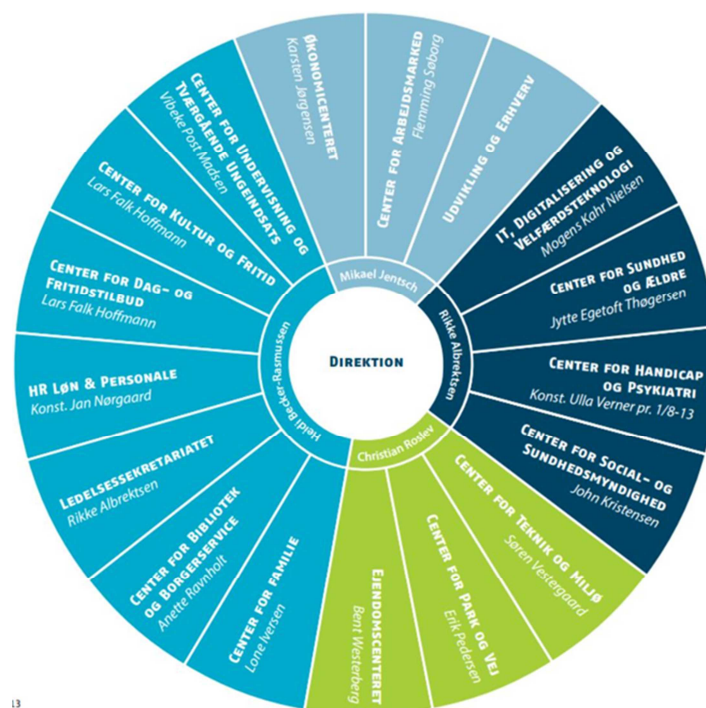 DIREKTION
Mikael Jentsch
ØKONOMICENTERET
Karsten Jørgensen
CENTER FOR ARBEJDSMARKED
Flemming Søborg
UDVIKLING OG ERHVERV
Rikke Albrektsen
IT, DIGITALISERING OG
VELFÆRDSTEKNOLOGI
Mogens Kahr Nielsen
CENTER FOR SUNDHED
OG ÆLDRE
Jytte Egetoft Thøgersen
CENTER FOR HANDICAP
OG PSYKIATRI
Konst. Ulla Verner pr. 1/8-13
CENTER FOR SOCIAL- OG
SUNDHEDSMYNDIGHED
John Kristensen
Christian Roslev
CENTER FOR TEKNIK OG MILJØ
Søren Vestergaard
CENTER FOR PARK OG VEJ
Erik Pedersen
EJENDOMSCENTERET
Bent Westerberg
Heidi Becker-Rasmussen
CENTER FOR FAMILIE
Lone Iversen
CENTER FOR BIBLIOTEK
OG BORGERSERVICE
Anette Ravnholt
LEDELSESSEKRETARIATET
Rikke Albrektsen
HR LØN & PERSONALE
Konst. Jan Nørgaard
CENTER FOR DAG- OG
FRITIDSTILBUD
Lars Falk Hoffmann
CENTER FOR KULTUR OG FRITID
Lars Falk Hoffmann
CENTER FOR UNDERVISNING OG
TVÆRGÅENDE UNGEINDSATS
Vibeke Post Madsen
13